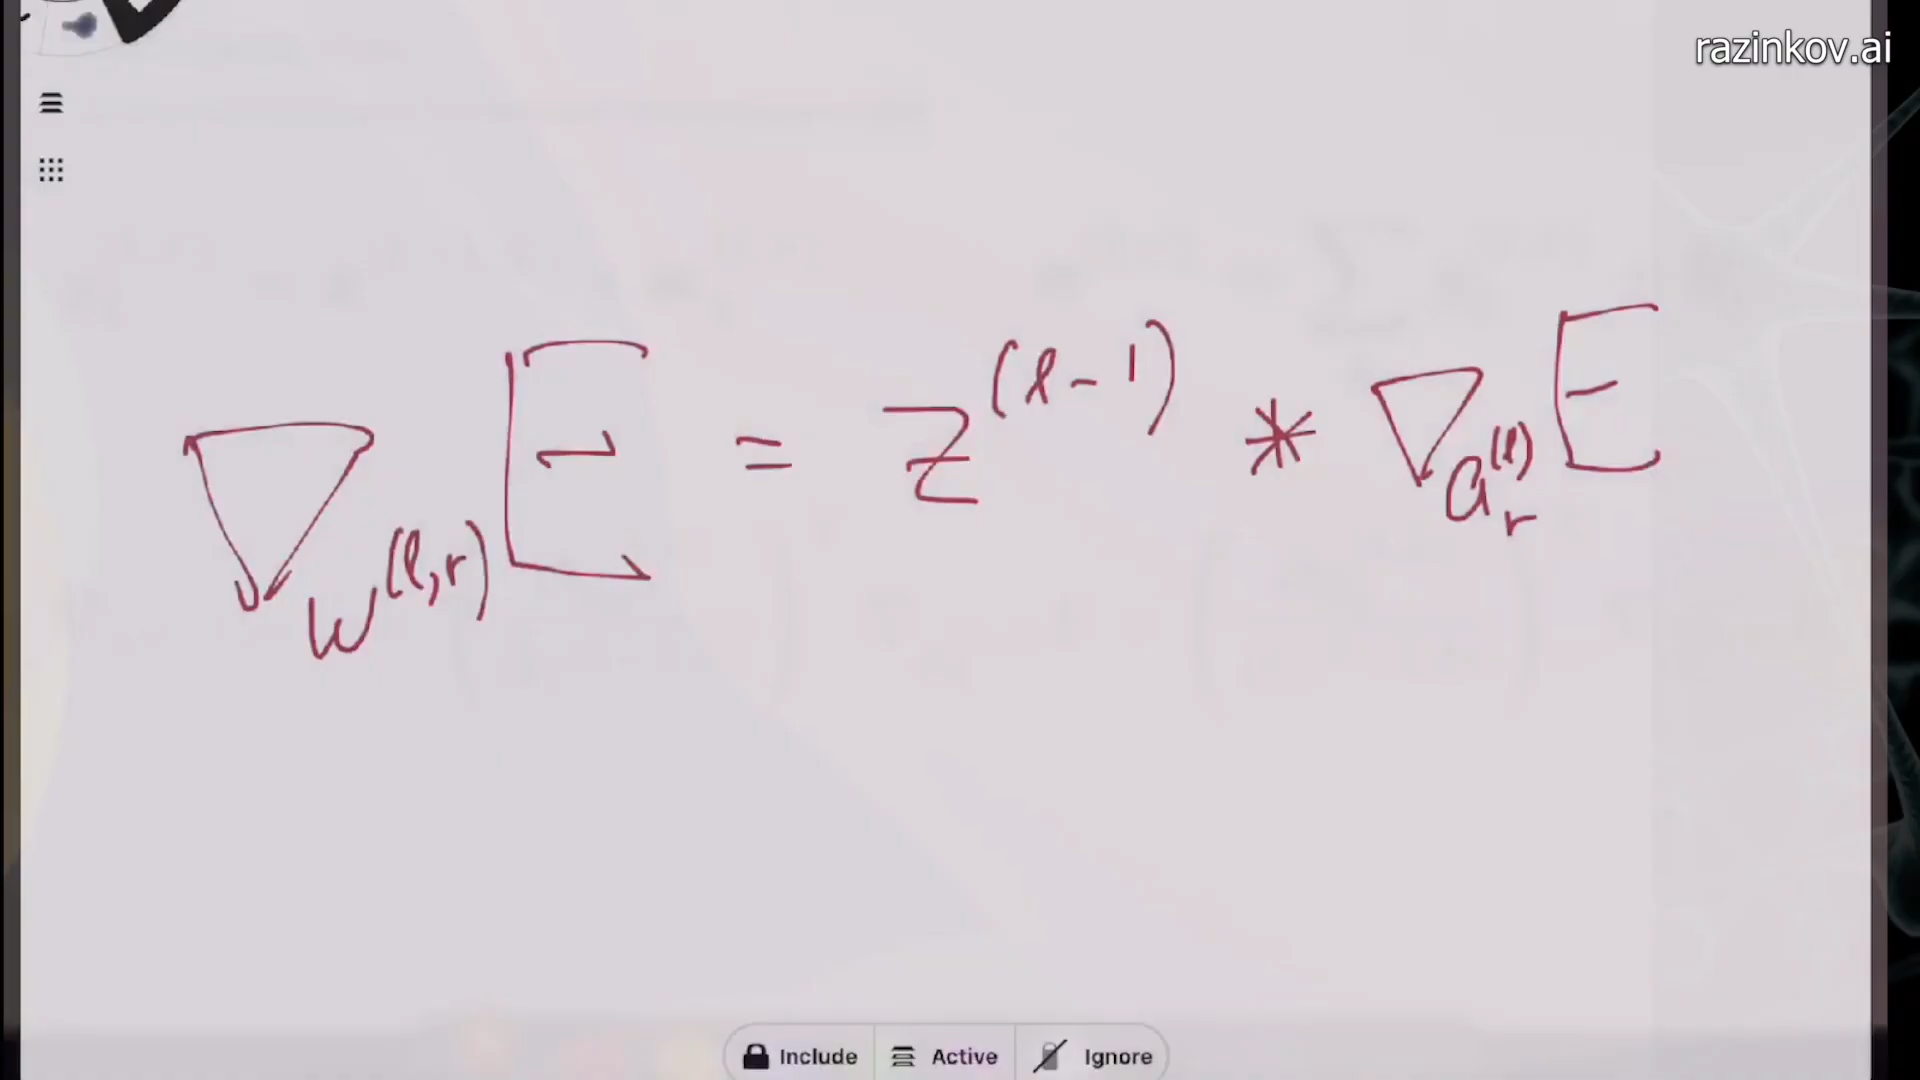 razinkov.ai
∇_{w^{(l,r)}} E = z^{(l-1)} * ∇_{a_r^{(l)}} E
Include Active Ignore